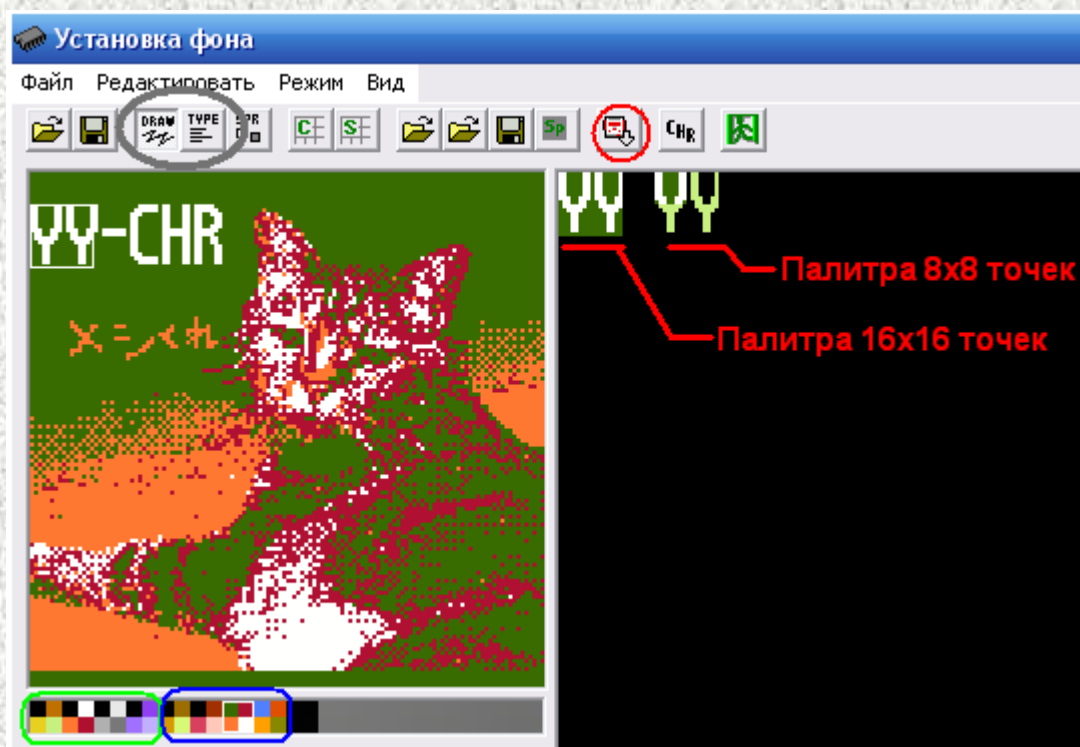 Установка фона
Файл Редактировать Режим Вид
DRAW TYPE SPR C S Sp CHR
YY-CHR
YY YY
Палитра 8x8 точек
Палитра 16x16 точек